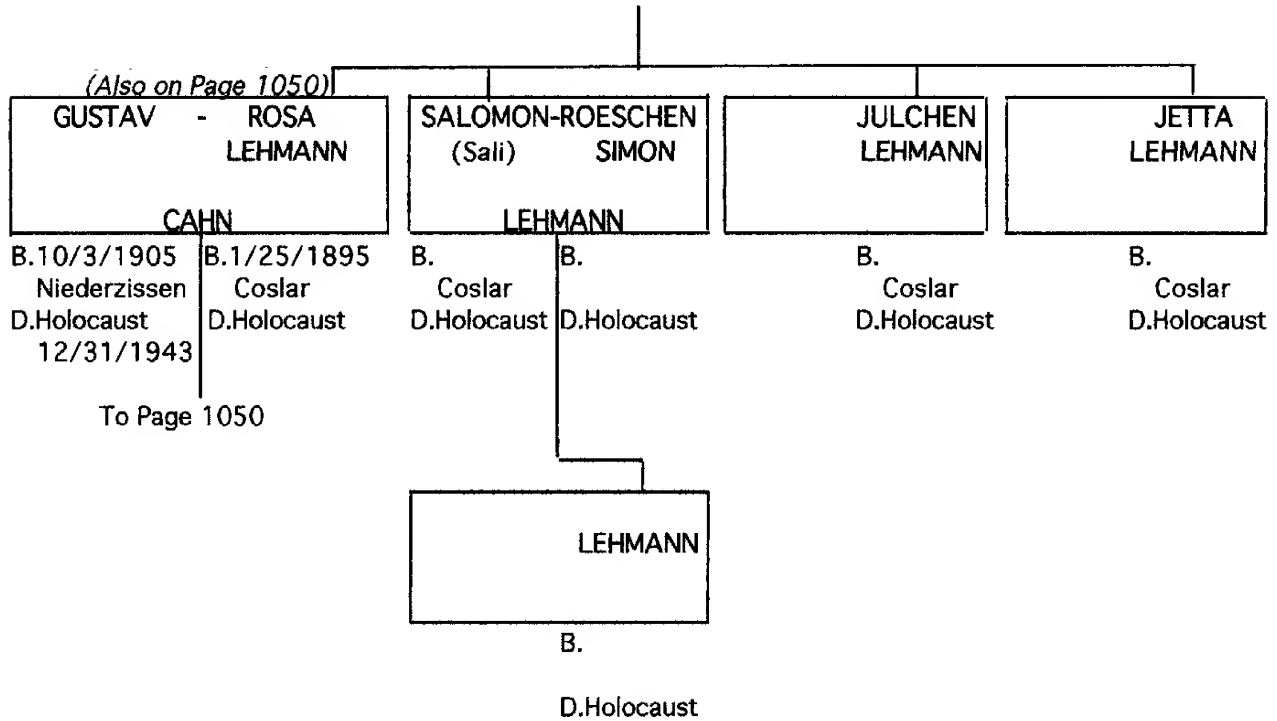 (Also on Page 1050)
GUSTAV - ROSA
LEHMANN
CAHN
B.10/3/1905 B.1/25/1895
Niederzissen Coslar
D.Holocaust D.Holocaust
12/31/1943
To Page 1050
SALOMON-ROESCHEN
(Sali) SIMON
LEHMANN
B. B.
Coslar
D.Holocaust D.Holocaust
LEHMANN
B.
D.Holocaust
JULCHEN
LEHMANN
B.
Coslar
D.Holocaust
JETTA
LEHMANN
B.
Coslar
D.Holocaust